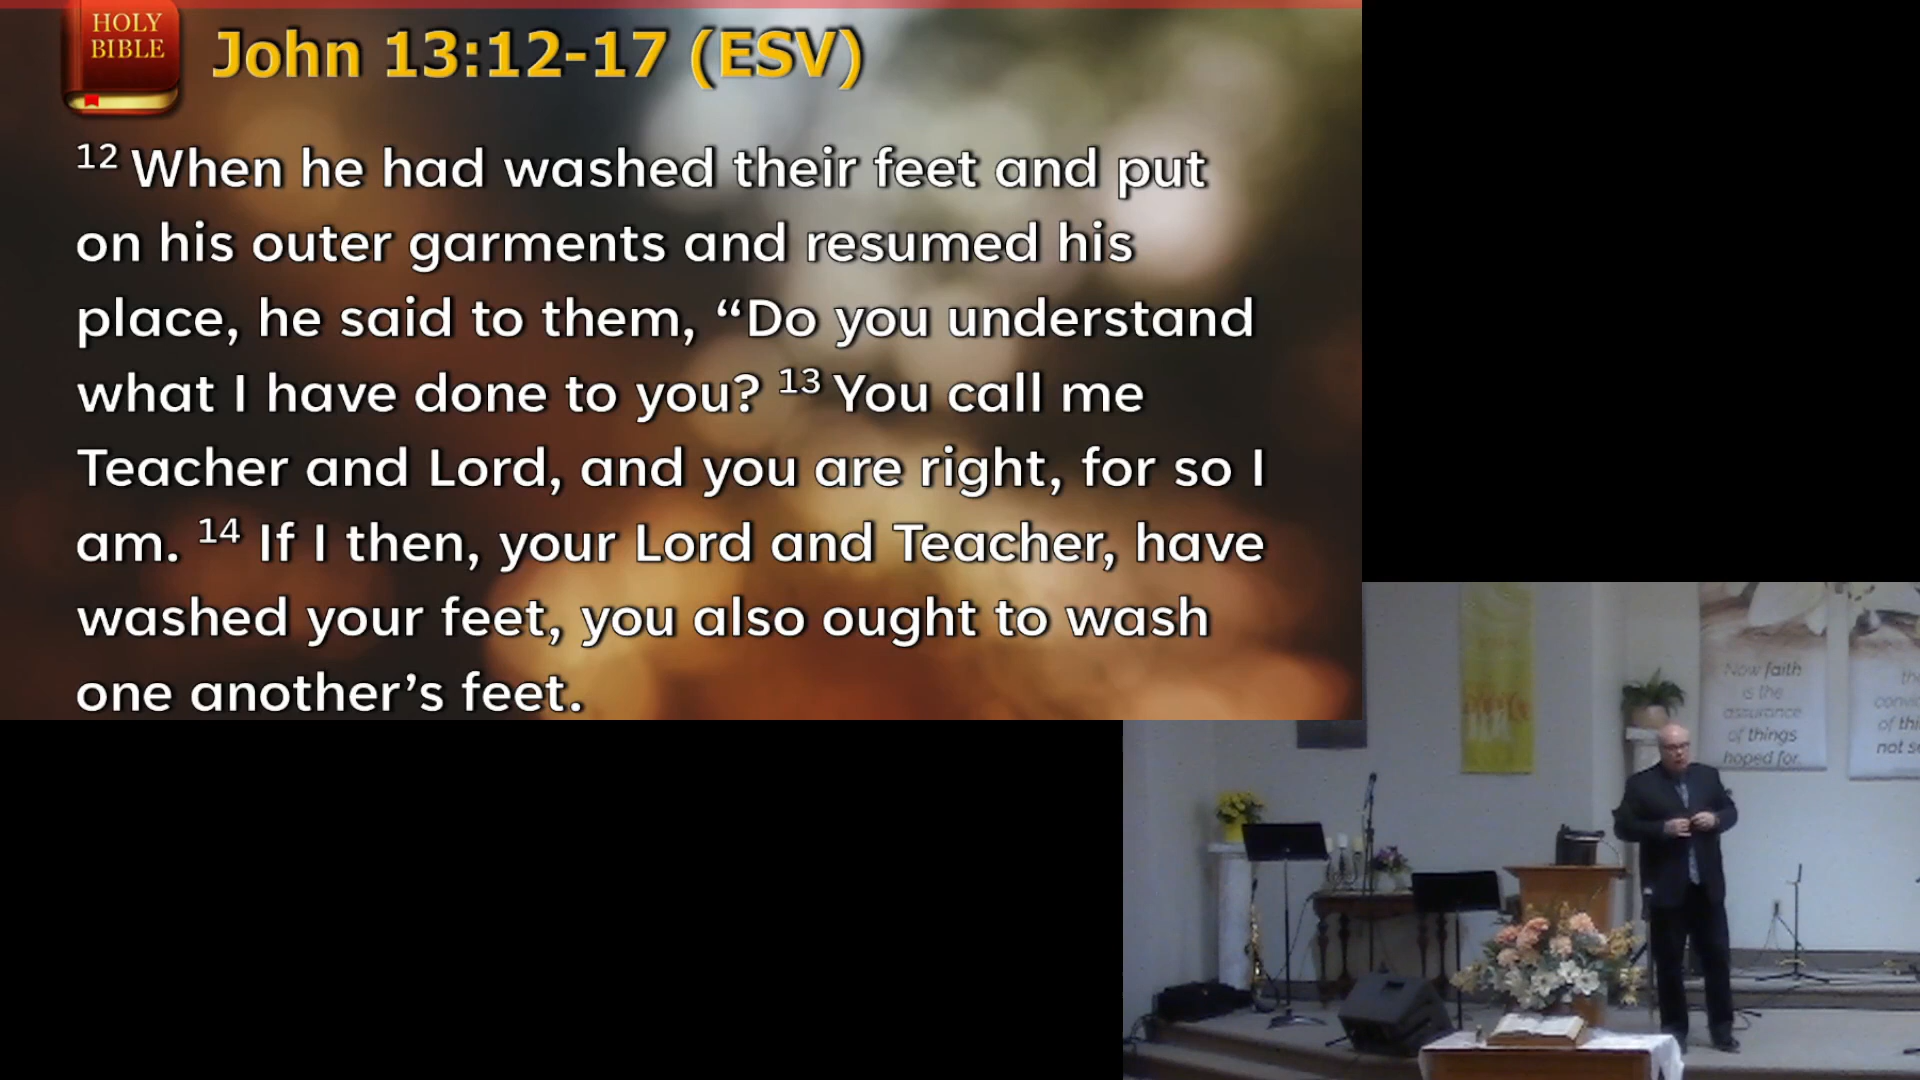 HOLY
BIBLE
John 13:12-17 (ESV)
12 When he had washed their feet and put
on his outer garments and resumed his
place, he said to them, “Do you understand
what I have done to you? 13 You call me
Teacher and Lord, and you are right, for so I
am. 14 If I then, your Lord and Teacher, have
washed your feet, you also ought to wash
one another’s feet.
Now faith
is the
assurance
of things
hoped for.
of
not